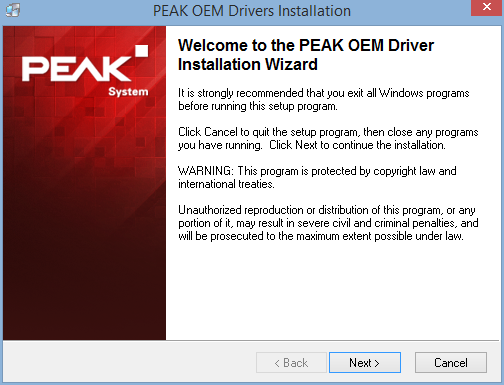 PEAK OEM Drivers Installation
PEAK
System
Welcome to the PEAK OEM Driver
Installation Wizard
It is strongly recommended that you exit all Windows programs
before running this setup program.
Click Cancel to quit the setup program, then close any programs
you have running. Click Next to continue the installation.
WARNING: This program is protected by copyright law and
international treaties.
Unauthorized reproduction or distribution of this program, or any
portion of it, may result in severe civil and criminal penalties, and
will be prosecuted to the maximum extent possible under law.
< Back
Next >
Cancel